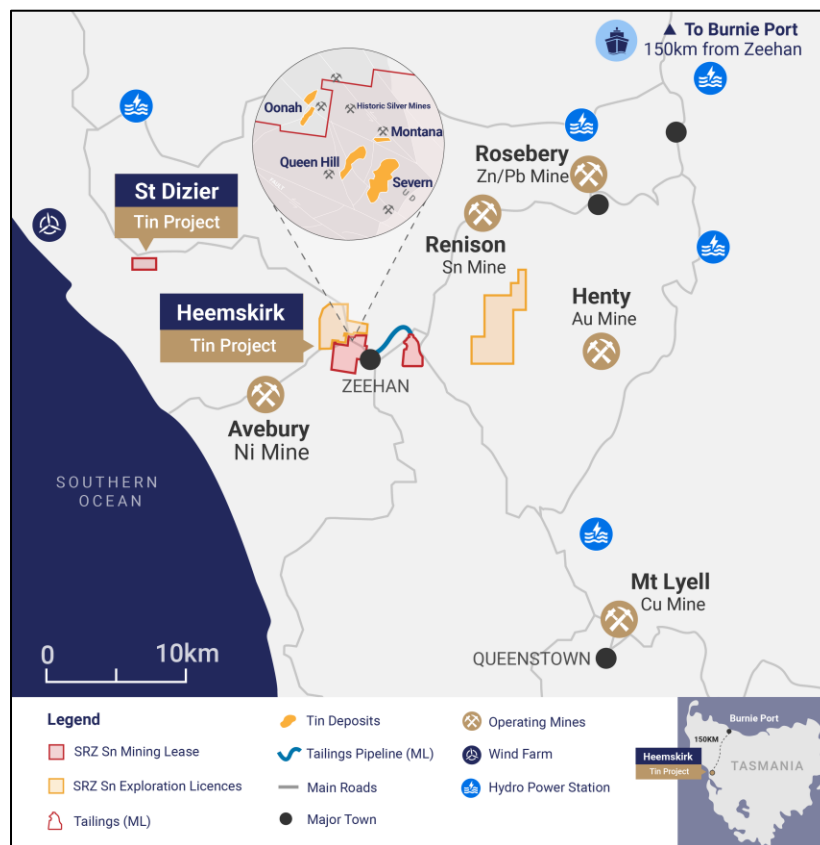 ▲ To Burnie Port
150km from Zeehan
Oonah
Historic Silver Mines
Montana
Queen Hill
Severn
Rosebery
Zn/Pb Mine
St Dizier
Tin Project
Renison
Sn Mine
Henty
Au Mine
Heemskirk
Tin Project
ZEEHAN
Avebury
Ni Mine
SOUTHERN
OCEAN
Mt Lyell
Cu Mine
0 10km
QUEENSTOWN
Legend
SRZ Sn Mining Lease
SRZ Sn Exploration Licences
Tailings (ML)
Tin Deposits
Tailings Pipeline (ML)
Main Roads
Major Town
Operating Mines
Wind Farm
Hydro Power Station
Burnie Port
150KM
Heemskirk
Tin Project
TASMANIA